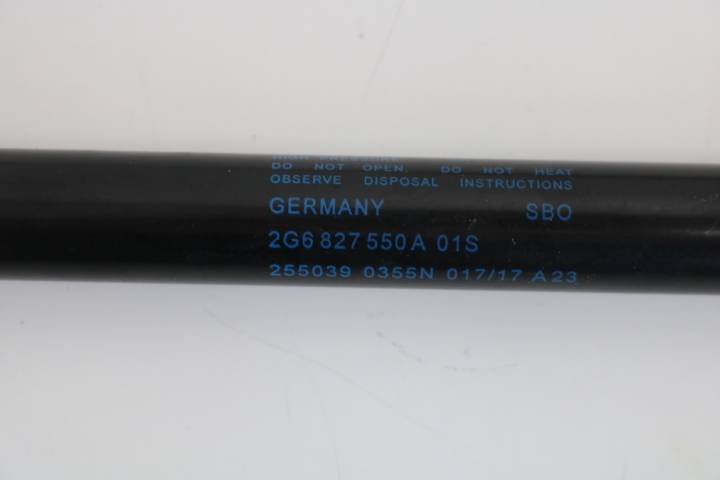 DO NOT OPEN. DO NOT HEAT
OBSERVE DISPOSAL INSTRUCTIONS
GERMANY SBO
2G6 827 550 A 01S
255039 0355N 017/17 A 23